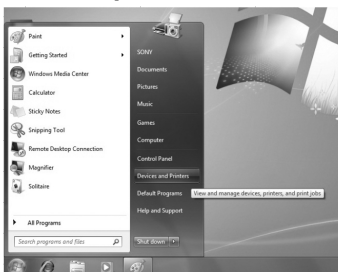 Paint
Getting Started
Windows Media Center
Calculator
Sticky Notes
Snipping Tool
Remote Desktop Connection
Magnifier
Solitaire
All Programs
Search programs and files
SONY
Documents
Pictures
Music
Games
Computer
Control Panel
Devices and Printers
Default Programs
Help and Support
Shut down
View and manage devices, printers, and print jobs